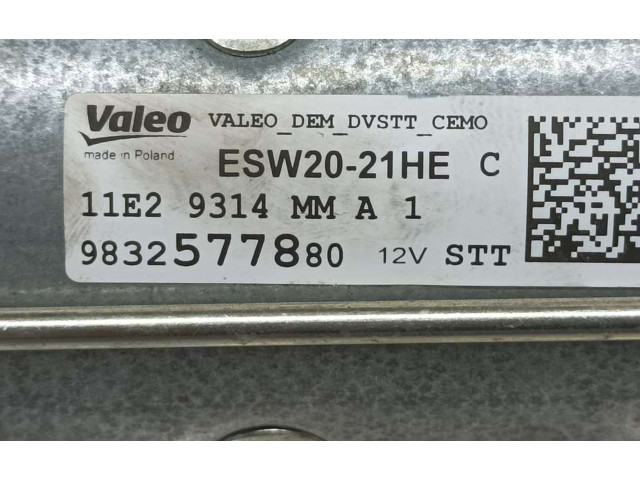 Valeo VALEO_DEM_DVSTT_CEMO
made in Poland ESW20-21HE C
11E2 9314 MM A 1
9832577880 12V STT